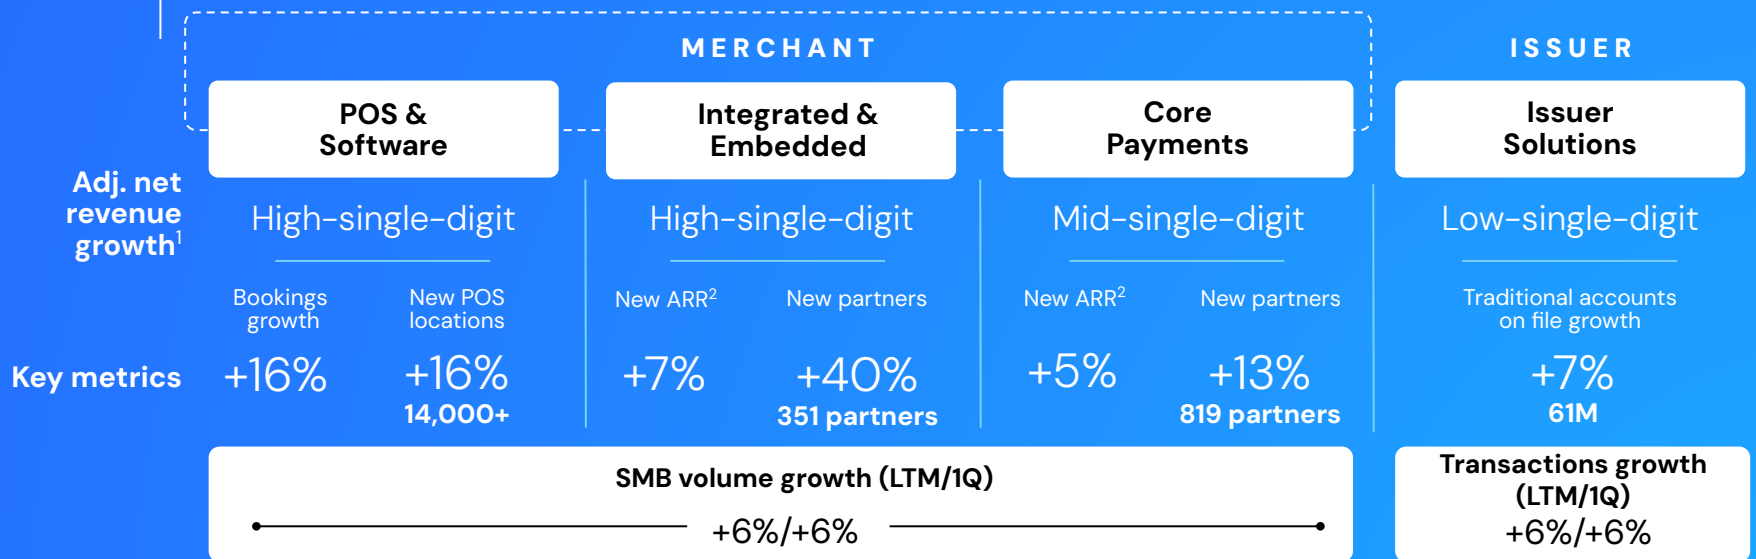 MERCHANT
ISSUER
POS &
Software
Integrated &
Embedded
Core
Payments
Issuer
Solutions
Adj. net
revenue
growth¹
High-single-digit
High-single-digit
Mid-single-digit
Low-single-digit
Bookings
growth
New POS
locations
New ARR²
New partners
New ARR²
New partners
Traditional accounts
on file growth
Key metrics
+16%
+16%
14,000+
+7%
+40%
351 partners
+5%
+13%
819 partners
+7%
61M
SMB volume growth (LTM/1Q)
+6%/+6%
Transactions growth
(LTM/1Q)
+6%/+6%